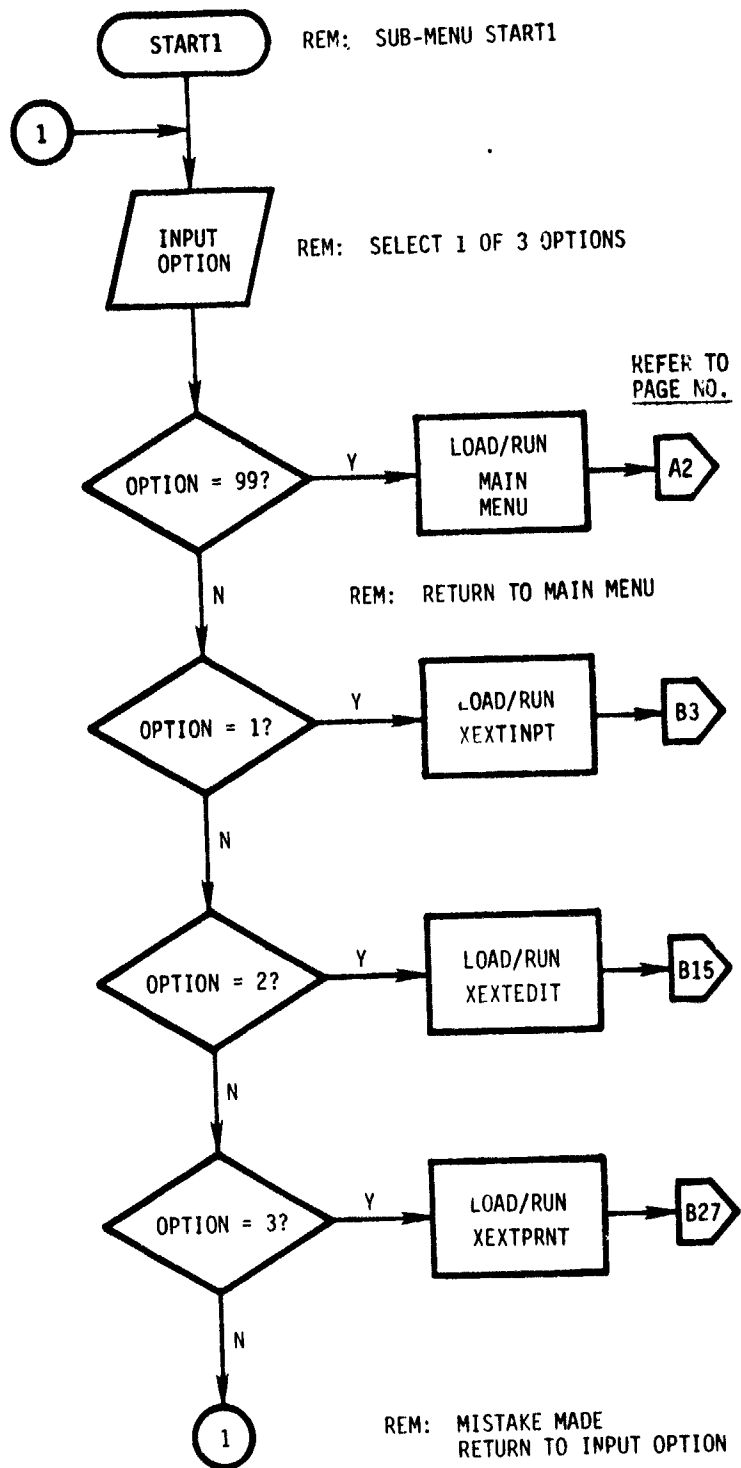 START1
REM: SUB-MENU START1
1
INPUT
OPTION
REM: SELECT 1 OF 3 OPTIONS
REFER TO
PAGE NO.
OPTION = 99?
Y
LOAD/RUN
MAIN
MENU
A2
N
REM: RETURN TO MAIN MENU
OPTION = 1?
Y
LOAD/RUN
XEXTINPT
B3
N
OPTION = 2?
Y
LOAD/RUN
XEXTEDIT
B15
N
OPTION = 3?
Y
LOAD/RUN
XEXTPRNT
B27
N
1
REM: MISTAKE MADE
RETURN TO INPUT OPTION